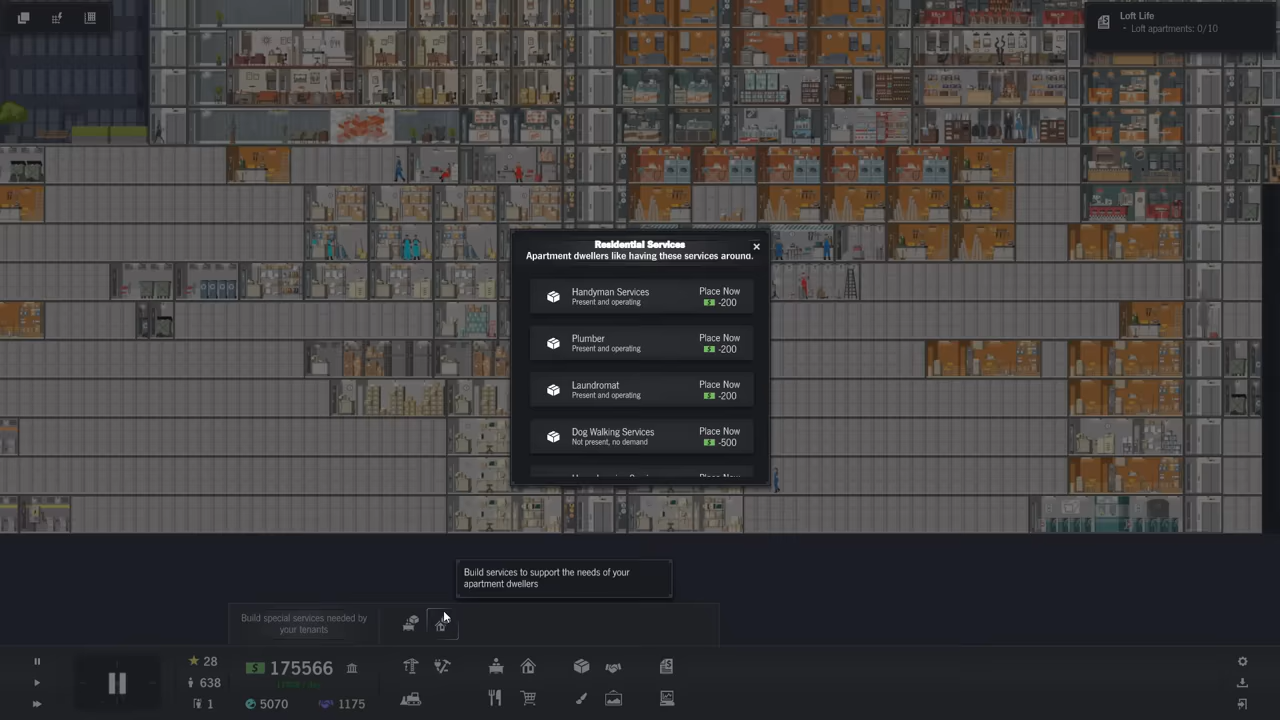 Loft Life
- Loft apartments: 0/10
Residential Services
Apartment dwellers like having these services around.
Handyman Services
Present and operating
Place Now
-200
Plumber
Present and operating
Place Now
-200
Laundromat
Present and operating
Place Now
-200
Dog Walking Services
Not present, no demand
Place Now
-500
Place Now
Build services to support the needs of your
apartment dwellers
Build special services needed by
your tenants
28
638
1
175566
5070
1175